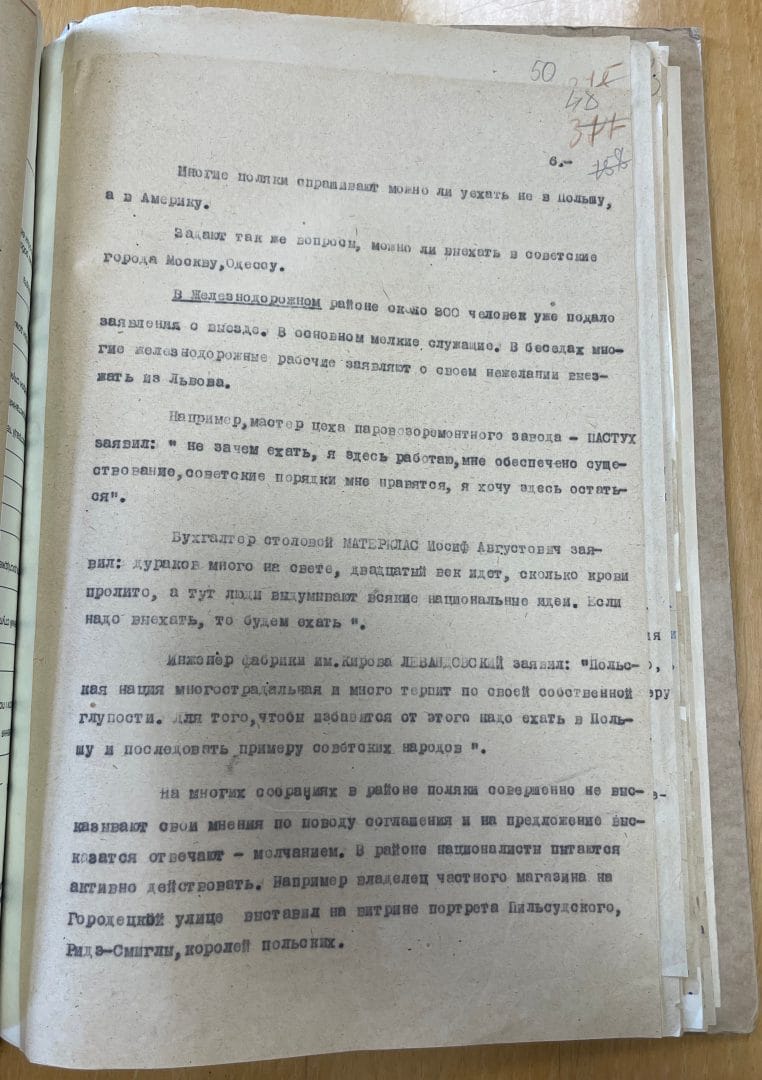 50
48
6.-
Многие поляки спрашивают можно ли уехать не в Польшу,
а в Америку.
Задают так же вопросы, можно ли выехать в советские
города Москву,Одессу.
В Железнодорожном районе около 300 человек уже подало
заявления о выезде. В основном мелкие служащие. В беседах мно-
гие железнодорожные рабочие заявляют о своем нежелании выез-
жать из Львова.
Например,мастер цеха паровозоремонтного завода - ПАСТУХ
заявил: " не зачем ехать, я здесь работаю,мне обеспечено суще-
ствование,советские порядки мне нравятся, я хочу здесь остать-
ся".
Бухгалтер столовой МАТЕРКЛАС Иосиф Августович зая-
вил: дураков много на свете, двадцатый век идет, сколько крови
пролито, а тут люди выдумывают всякие национальные идеи. Если
надо выехать, то будем ехать ".
Инженер фабрики им.Кирова ЛЕВАНДОВСКИЙ заявил: "Поль-
ская нация многострадальная и много терпит по своей собственной
глупости. Для того,чтобы избавится от этого надо ехать в Поль-
шу и последовать примеру советских народов ".
На многих собраниях в районе поляки совершенно не выс-
казывают свои мнения по поводу соглашения и на предложение выс-
казатся отвечают - молчанием. В районе националисты пытаются
активно действовать. Например владелец частного магазина на
Городецкой улице выставил на витрине портрета Пильсудского,
Ридз-Смиглы,королей польских.